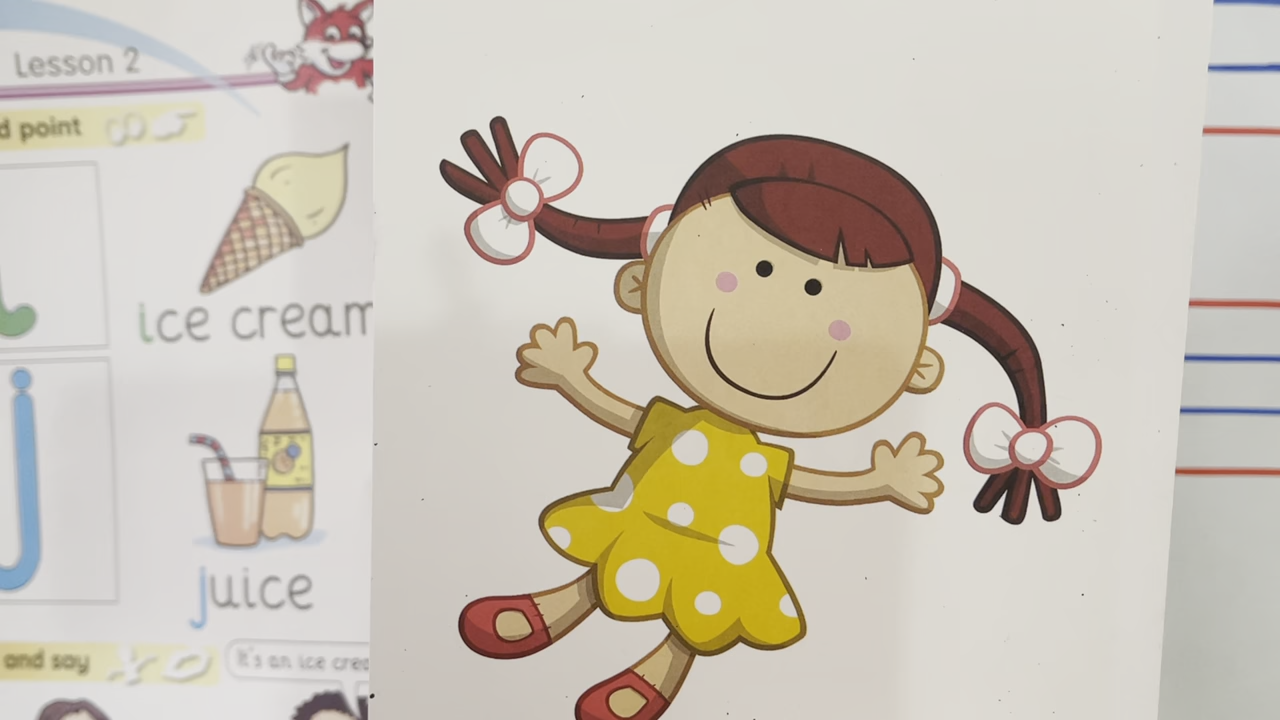 Lesson 2
d point
ice cream
j
juice
and say
It's an ice crea